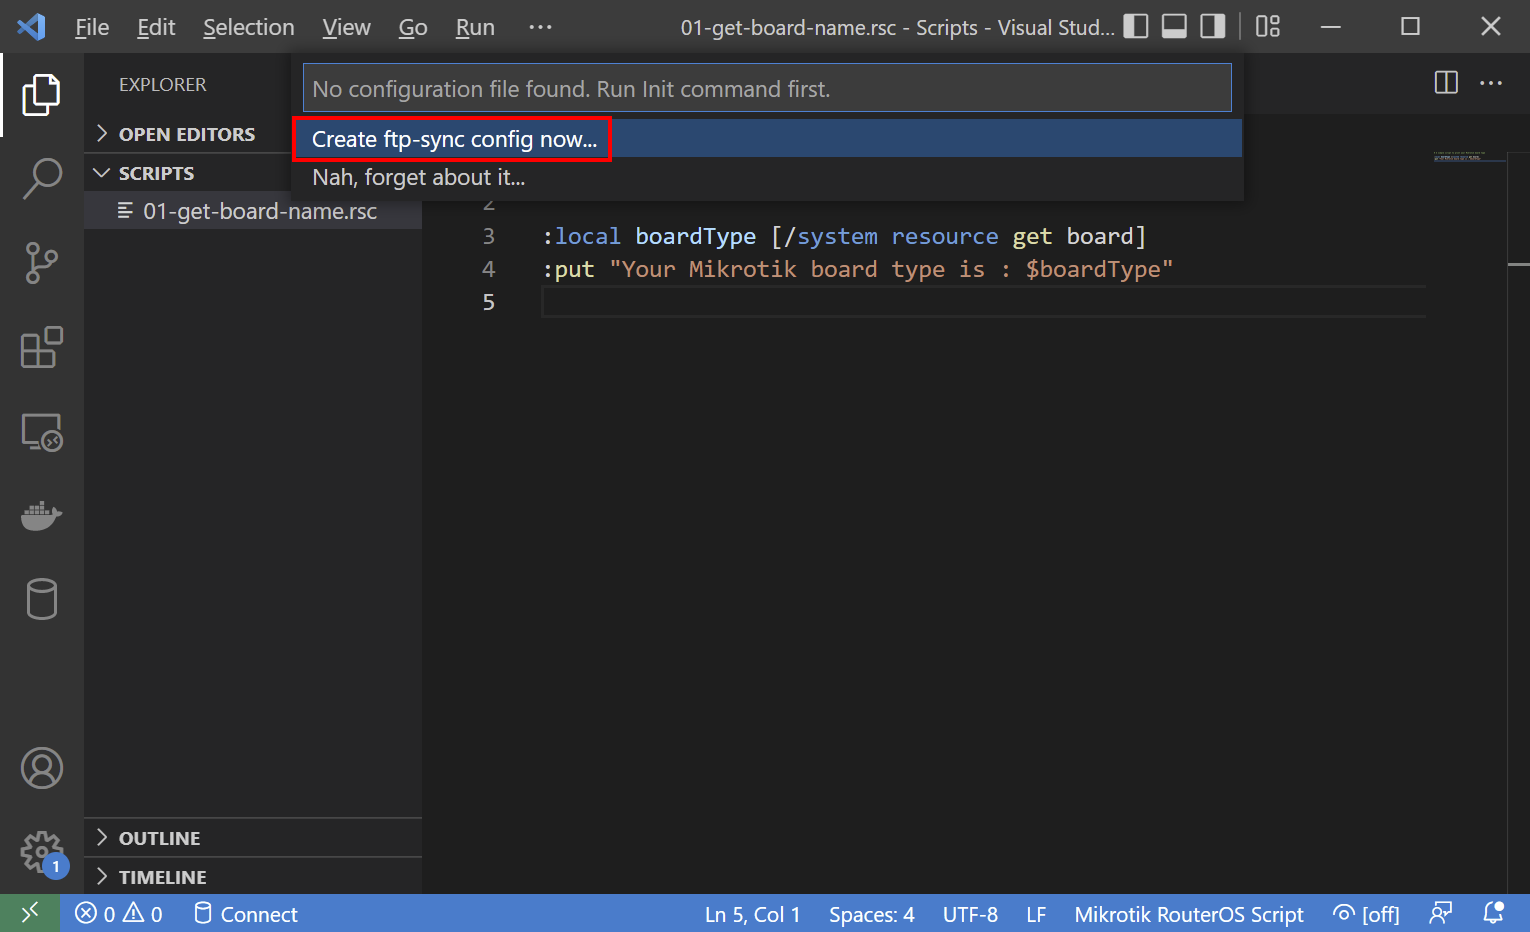 File Edit Selection View Go Run ··· 01-get-board-name.rsc - Scripts - Visual Stud...
EXPLORER
No configuration file found. Run Init command first.
Create ftp-sync config now...
Nah, forget about it...
OPEN EDITORS
SCRIPTS
01-get-board-name.rsc
2
3 :local boardType [/system resource get board]
4 :put "Your Mikrotik board type is : $boardType"
5
OUTLINE
TIMELINE
1
0 0 Connect Ln 5, Col 1 Spaces: 4 UTF-8 LF Mikrotik RouterOS Script [off]